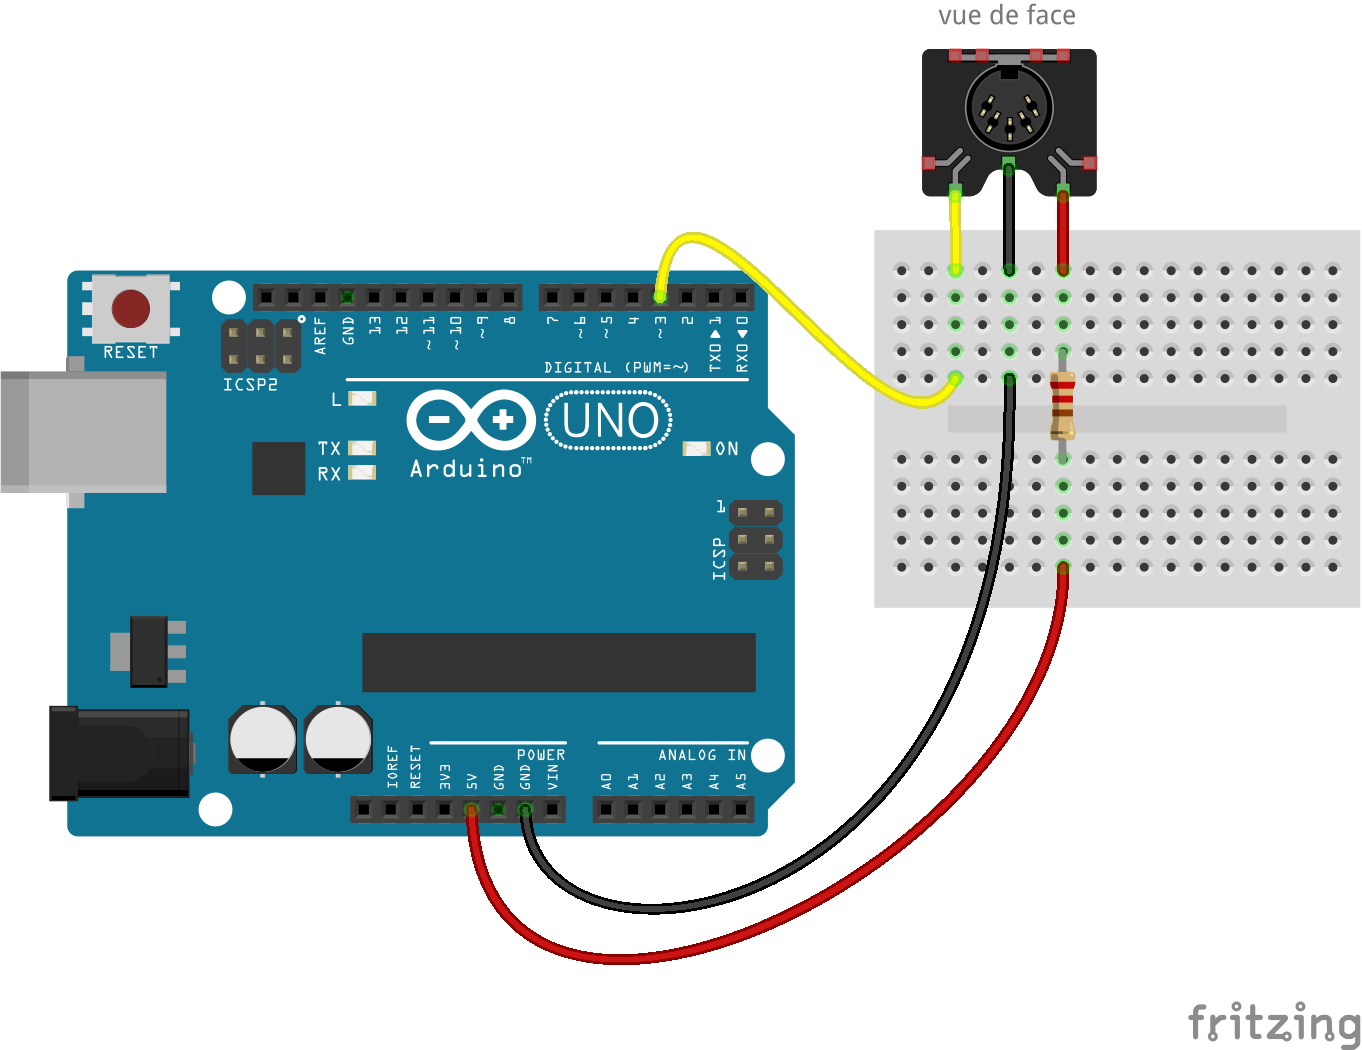 vue de face
RESET
ICSP2
AREF
GND
13
12
~11
~10
~9
8
7
~6
~5
4
~3
2
TX0▶1
RX0◀0
DIGITAL (PWM=~)
L
TX
RX
Arduino™
UNO
ON
1
ICSP
IOREF
RESET
3V3
5V
GND
GND
VIN
POWER
ANALOG IN
A0
A1
A2
A3
A4
A5
fritzing